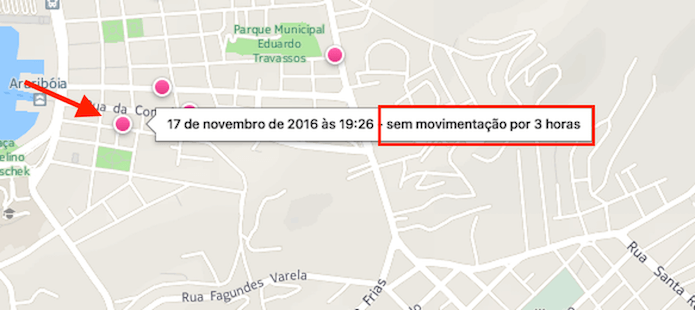 Parque Municipal
Eduardo
Travassos
Arariboia
ua da Con
17 de novembro de 2016 às 19:26 - sem movimentação por 3 horas
aça
elino
schek
Rua Fagundes Varela
Frias
Rua Santa R